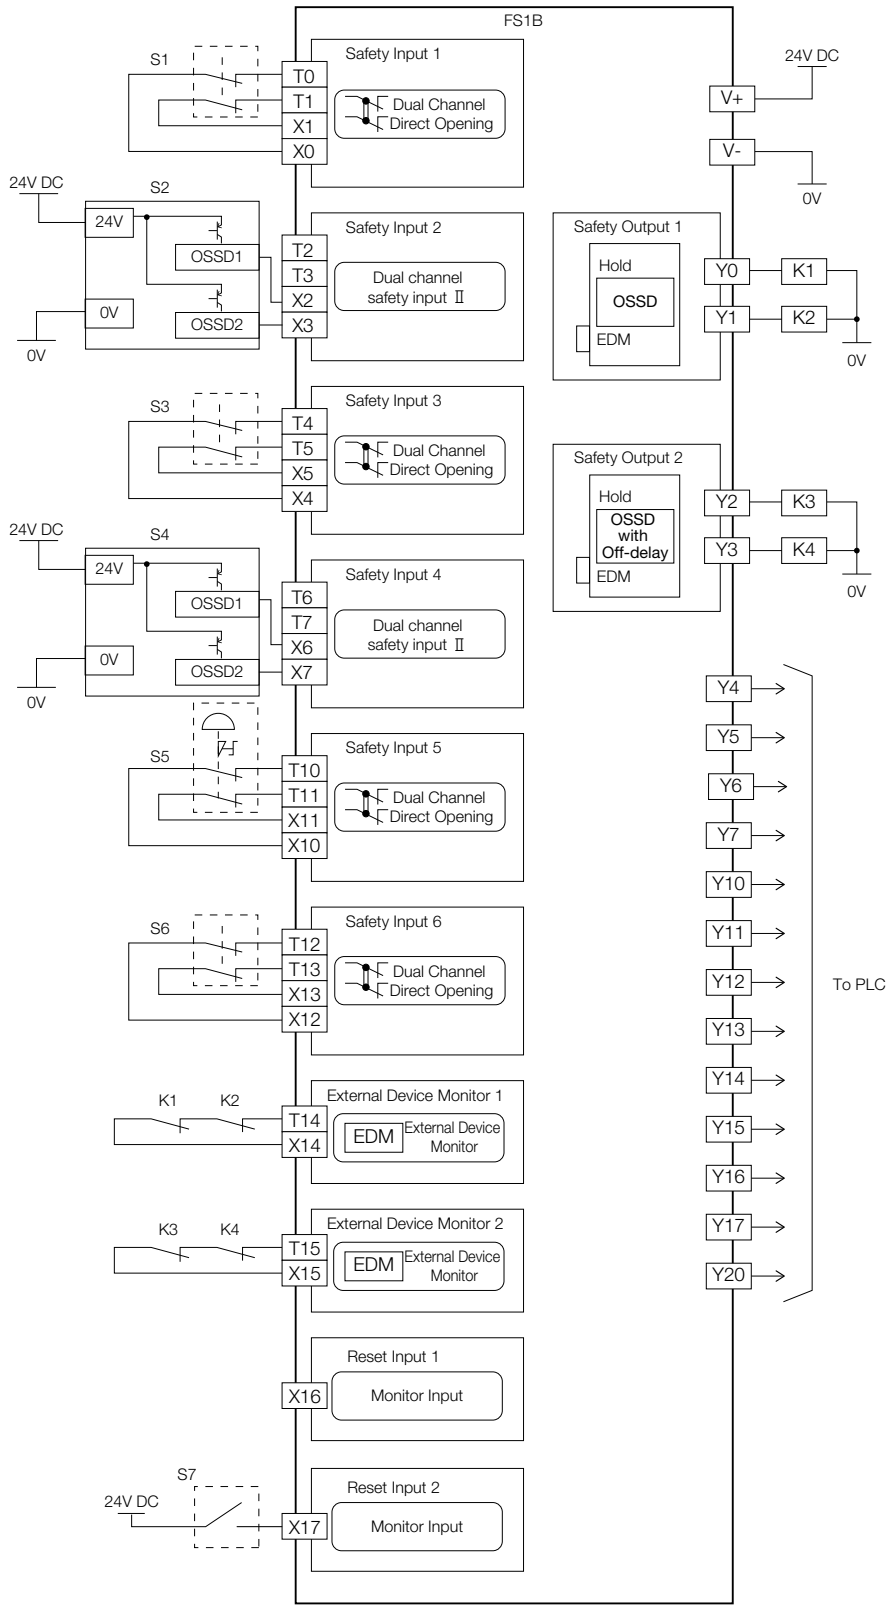 FS1B
S1
Safety Input 1
T0
T1
X1
X0
Dual Channel
Direct Opening
24V DC
V+
V-
0V
24V DC
S2
24V
OSSD1
0V
OSSD2
0V
Safety Input 2
T2
T3
X2
X3
Dual channel
safety input Ⅱ
Safety Output 1
Hold
OSSD
EDM
Y0
K1
Y1
K2
0V
S3
Safety Input 3
T4
T5
X5
X4
Dual Channel
Direct Opening
Safety Output 2
Hold
OSSD
with
Off-delay
EDM
Y2
K3
Y3
K4
0V
24V DC
S4
24V
OSSD1
0V
OSSD2
0V
Safety Input 4
T6
T7
X6
X7
Dual channel
safety input Ⅱ
S5
Safety Input 5
T10
T11
X11
X10
Dual Channel
Direct Opening
S6
Safety Input 6
T12
T13
X13
X12
Dual Channel
Direct Opening
K1
K2
External Device Monitor 1
T14
X14
EDM
External Device
Monitor
K3
K4
External Device Monitor 2
T15
X15
EDM
External Device
Monitor
Reset Input 1
X16
Monitor Input
S7
24V DC
Reset Input 2
X17
Monitor Input
Y4
Y5
Y6
Y7
Y10
Y11
Y12
Y13
Y14
Y15
Y16
Y17
Y20
To PLC